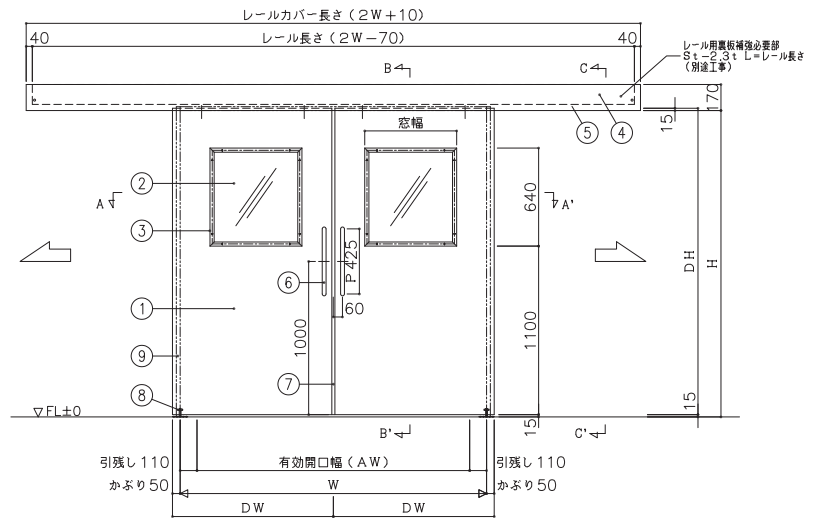 レールカバー長さ（2W+10）
40
レール長さ（2W−70）
40
レール用裏板補強必要部
St−2.3t L=レール長さ
（別途工事）
B
C
170
15
⑤
④
窓幅
②
A
A'
640
③
P425
DH
H
⑥
①
60
1000
1100
⑨
⑦
⑧
▽FL±0
15
15
B'
C'
引残し110
有効開口幅（AW）
引残し110
かぶり50
W
かぶり50
DW
DW